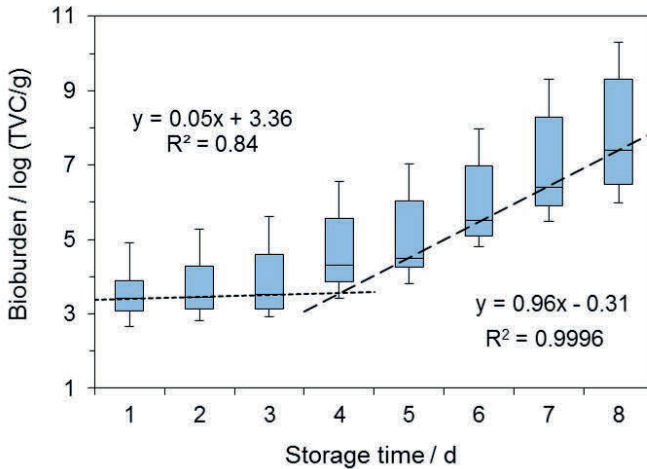 11
9
7
5
3
1
Bioburden / log (TVC/g)
y = 0.05x + 3.36
R² = 0.84
y = 0.96x - 0.31
R² = 0.9996
1 2 3 4 5 6 7 8
Storage time / d